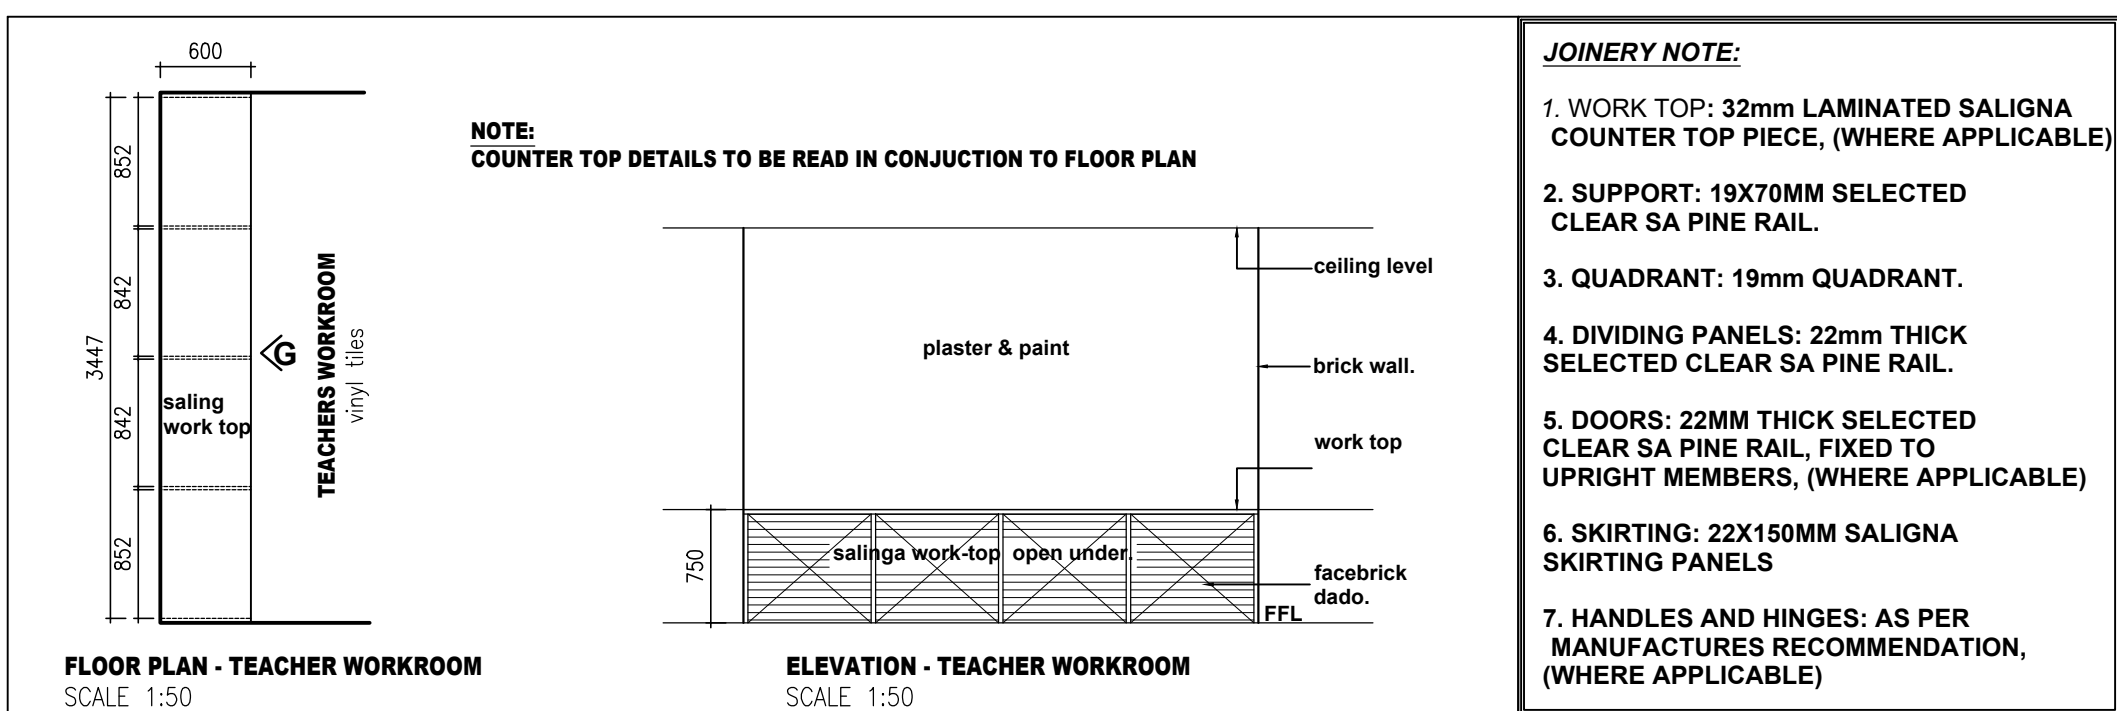 600
852
842
3447
842
852
saling
work top
G
TEACHERS WORKROOM
vinyl tiles
FLOOR PLAN - TEACHER WORKROOM
SCALE 1:50
NOTE:
COUNTER TOP DETAILS TO BE READ IN CONJUCTION TO FLOOR PLAN
ceiling level
plaster & paint
brick wall.
work top
750
salinga work-top open under.
facebrick
dado.
FFL
ELEVATION - TEACHER WORKROOM
SCALE 1:50
JOINERY NOTE:
1. WORK TOP: 32mm LAMINATED SALIGNA
COUNTER TOP PIECE, (WHERE APPLICABLE)
2. SUPPORT: 19X70MM SELECTED
CLEAR SA PINE RAIL.
3. QUADRANT: 19mm QUADRANT.
4. DIVIDING PANELS: 22mm THICK
SELECTED CLEAR SA PINE RAIL.
5. DOORS: 22MM THICK SELECTED
CLEAR SA PINE RAIL, FIXED TO
UPRIGHT MEMBERS, (WHERE APPLICABLE)
6. SKIRTING: 22X150MM SALIGNA
SKIRTING PANELS
7. HANDLES AND HINGES: AS PER
MANUFACTURES RECOMMENDATION,
(WHERE APPLICABLE)